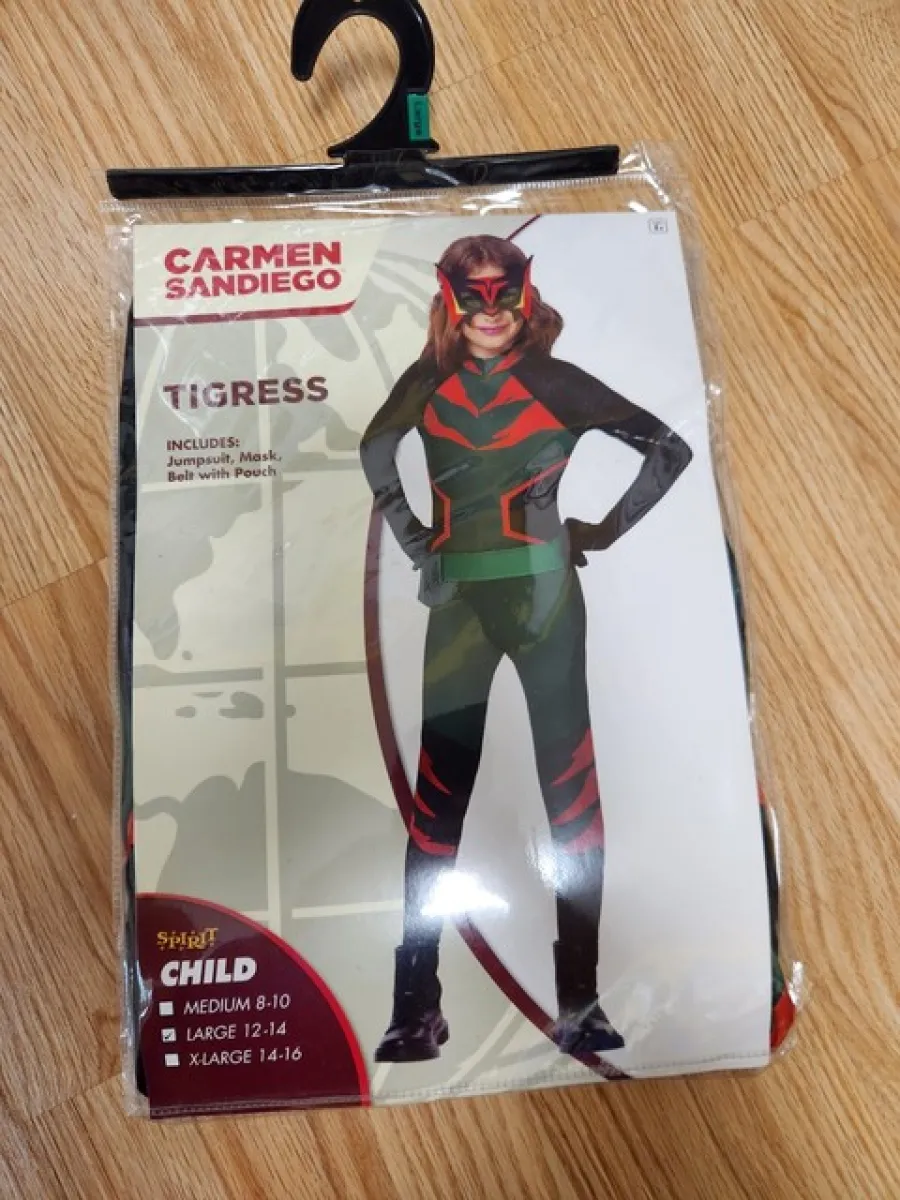 Large
CARMEN
SANDIEGO
TIGRESS
INCLUDES:
Jumpsuit, Mask,
Belt with Pouch
SPIRIT
CHILD
MEDIUM 8-10
LARGE 12-14
X-LARGE 14-16